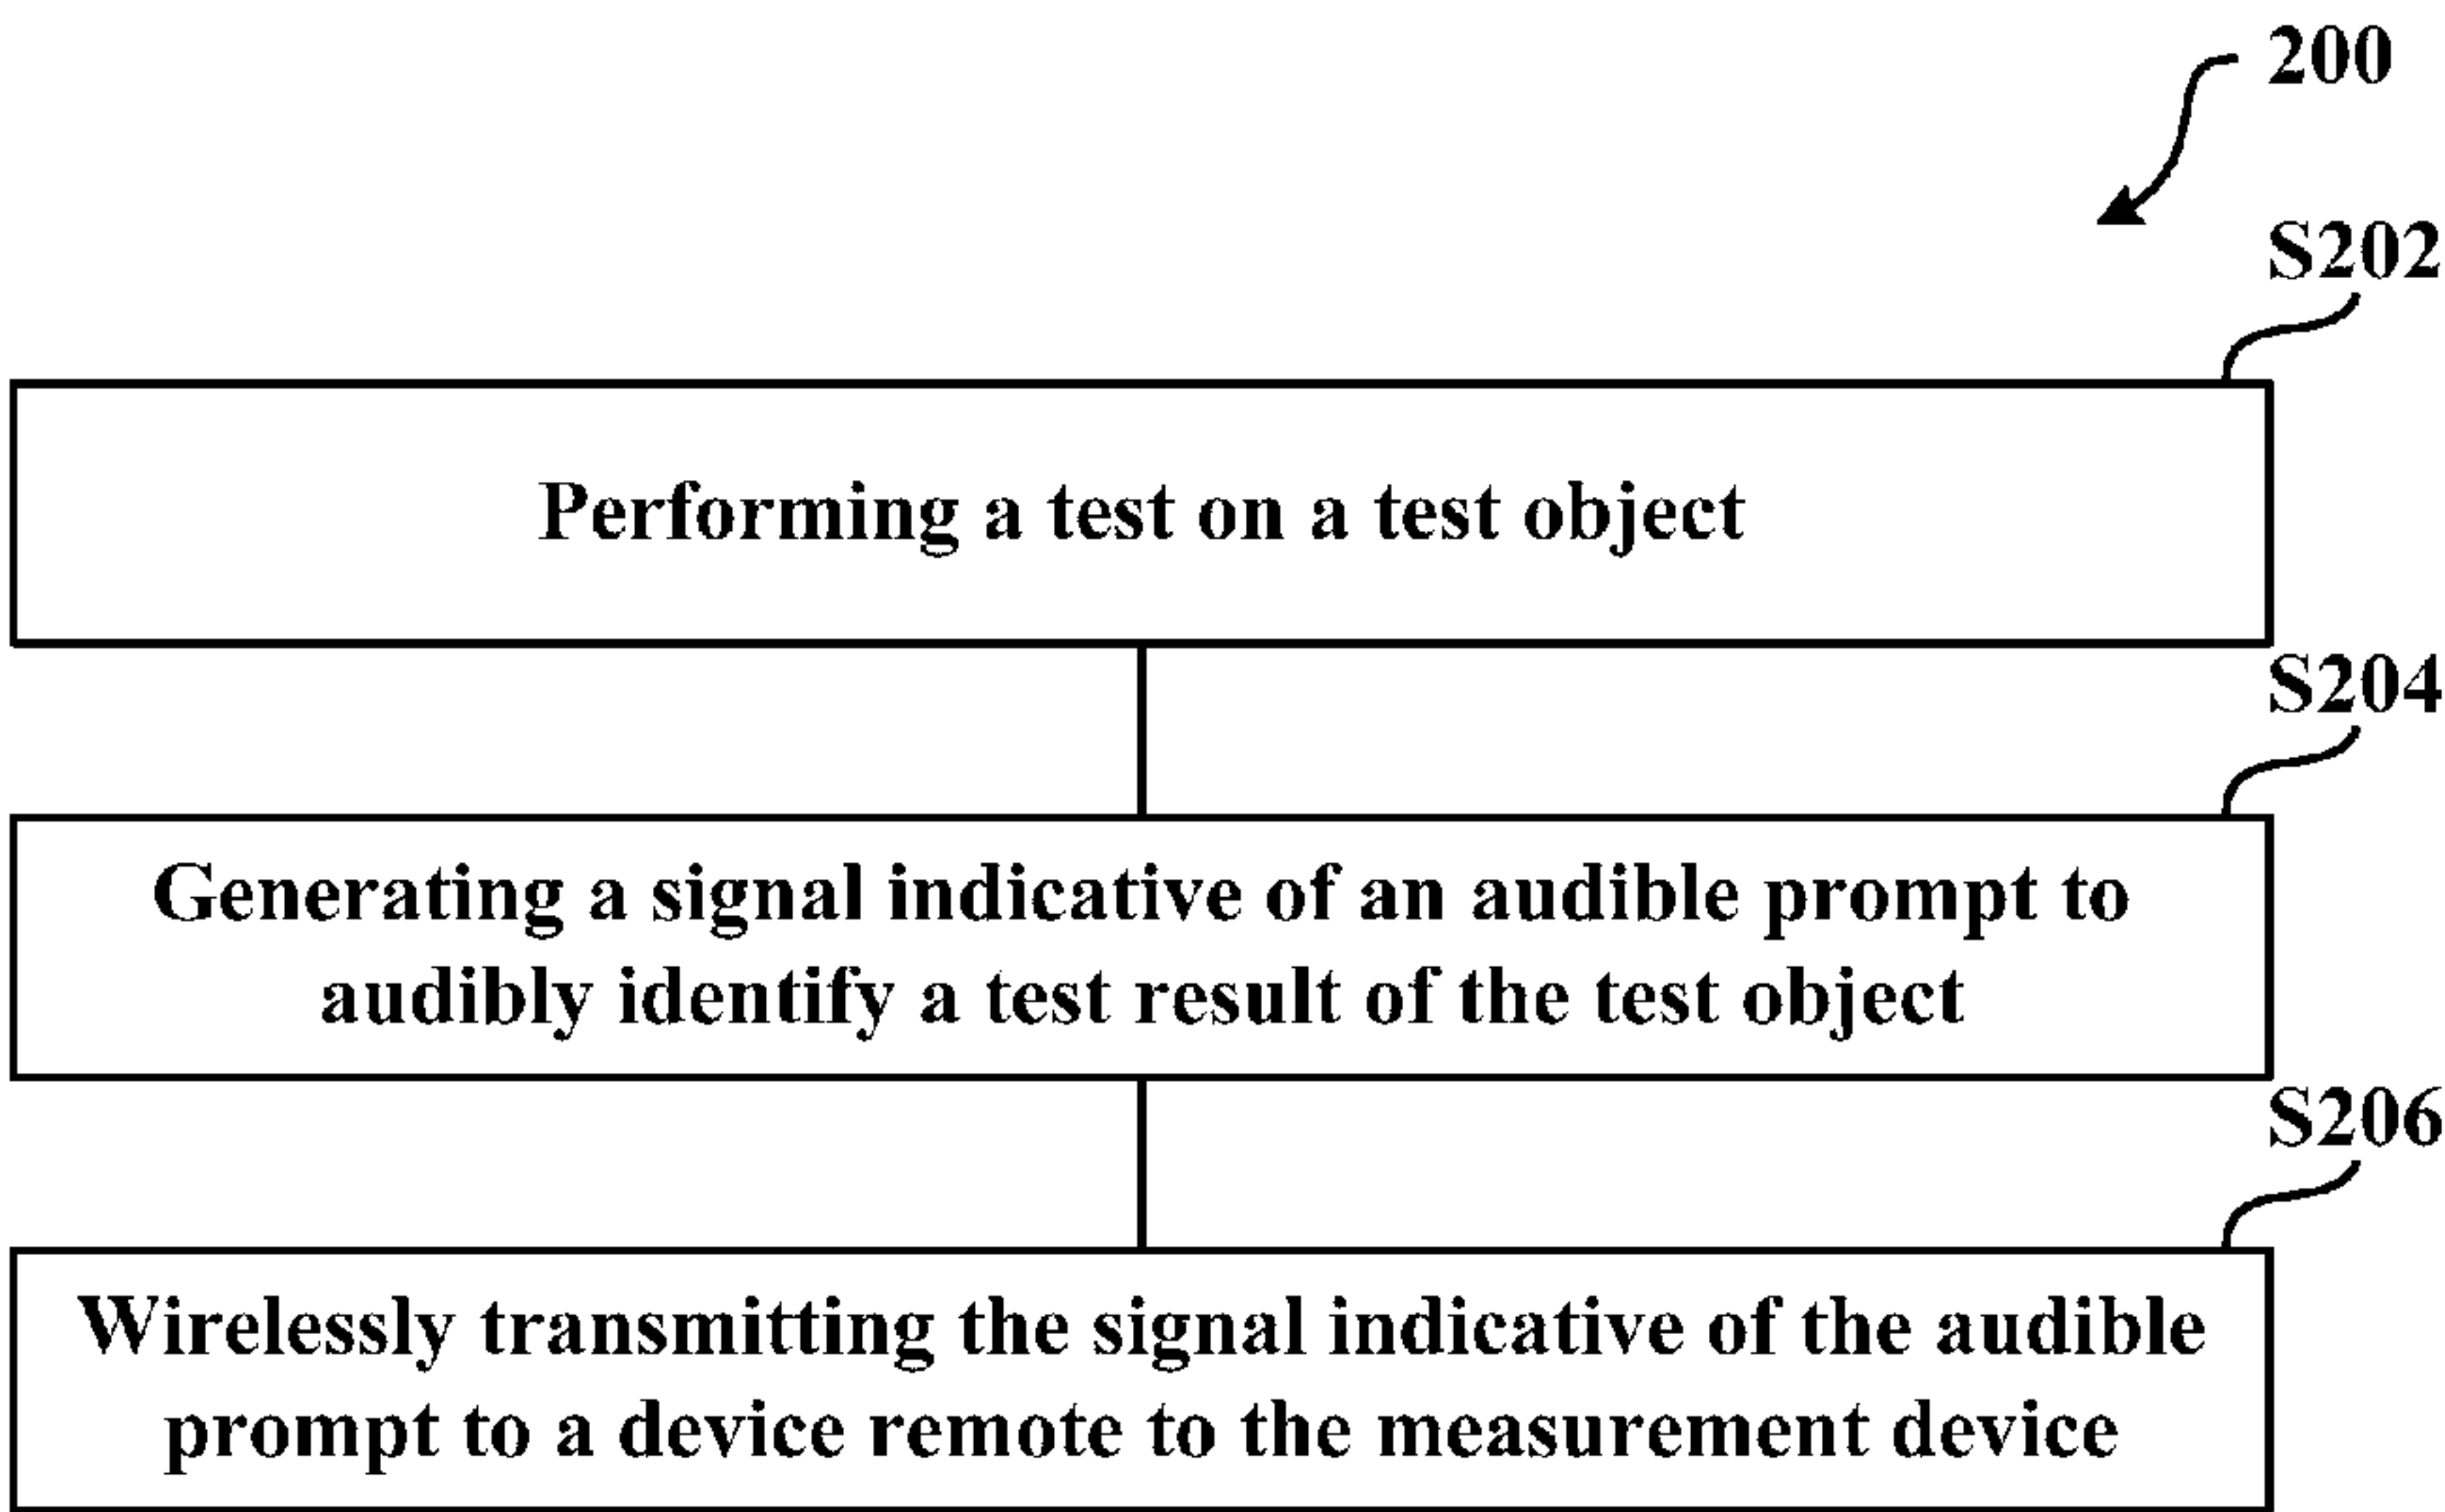 200
S202
Performing a test on a test object
S204
Generating a signal indicative of an audible prompt to
audibly identify a test result of the test object
S206
Wirelessly transmitting the signal indicative of the audible
prompt to a device remote to the measurement device